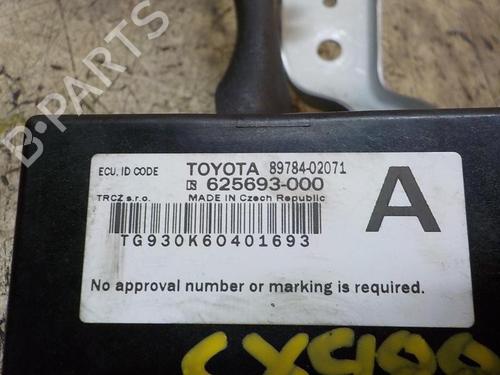 B-PARTS
ECU. ID CODE TOYOTA 89784-02071
625693-000
TRCZ s.r.o. MADE IN Czech Republic
A
TG930K60401693
No approval number or marking is required.